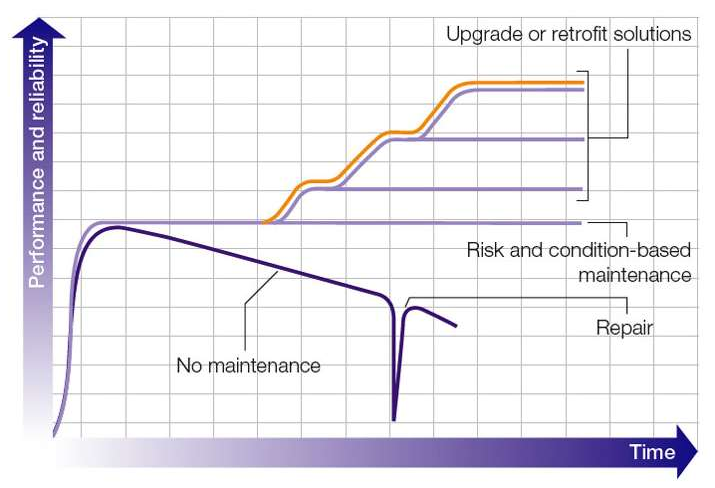 Performance and reliability
Upgrade or retrofit solutions
Risk and condition-based
maintenance
Repair
No maintenance
Time